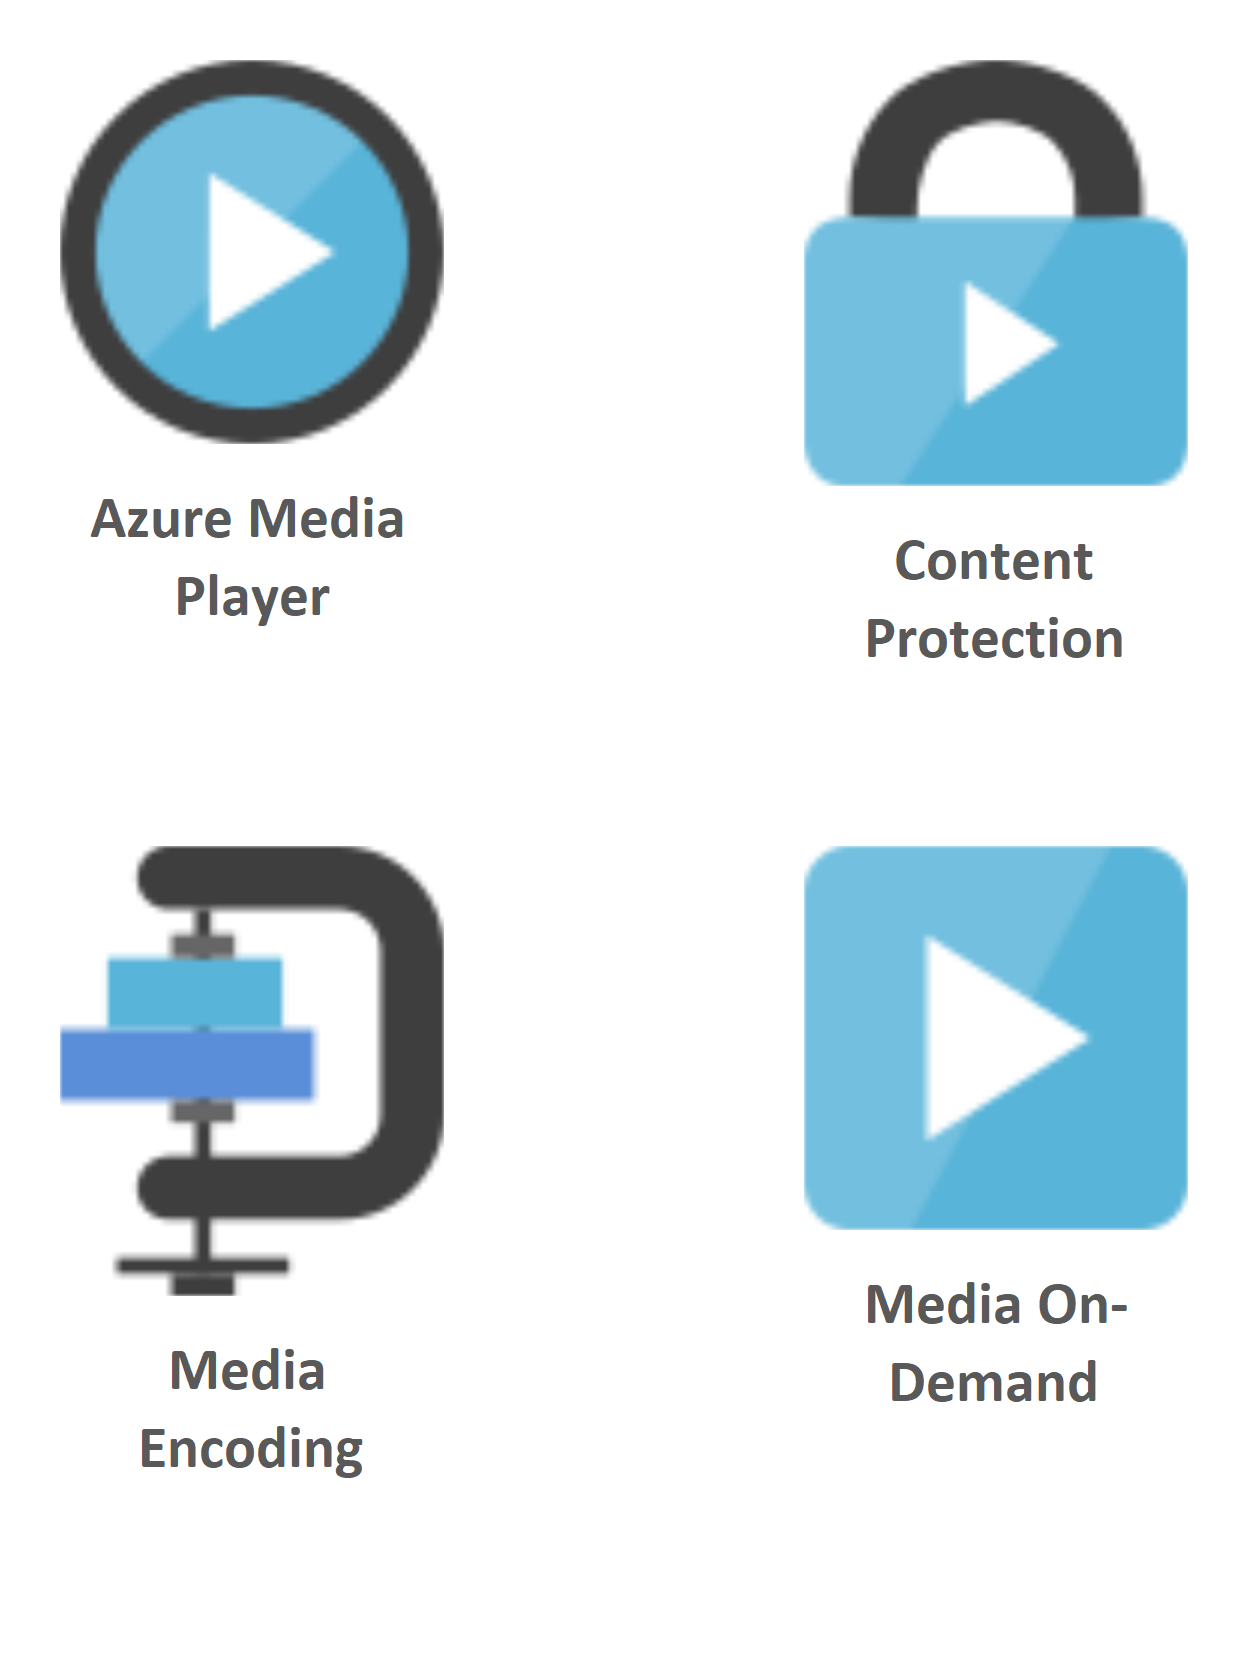 Azure Media
Player
Content
Protection
Media
Encoding
Media On-
Demand